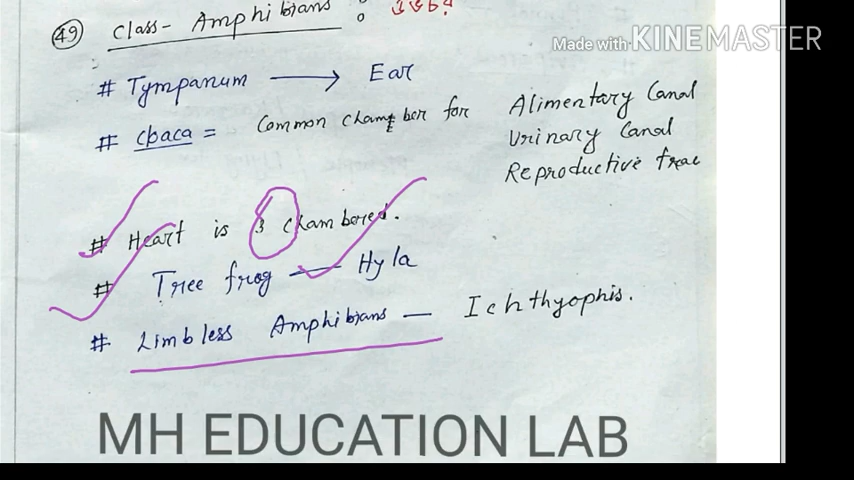 49 Class- Amphibians :
Made with KINEMASTER
# Tympanum → Ear
# Cbaca = Common Chamber for Alimentary Canal
Urinary Canal
Reproductive trac
# Heart is 3 Chambered.
# Tree frog — Hyla
# Limbless Amphibians — Ichthyophis.
MH EDUCATION LAB